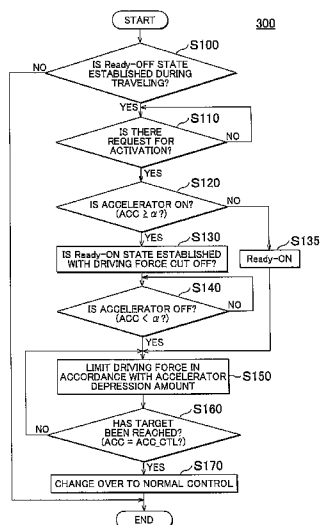 START
300
S100
IS Ready-OFF STATE
ESTABLISHED DURING
TRAVELING?
NO
YES
S110
IS THERE
REQUEST FOR
ACTIVATION?
NO
YES
S120
IS ACCELERATOR ON?
(ACC ≧ α?)
NO
YES
S130
IS Ready-ON STATE ESTABLISHED
WITH DRIVING FORCE CUT OFF?
S135
Ready-ON
S140
IS ACCELERATOR OFF?
(ACC < α?)
NO
YES
LIMIT DRIVING FORCE IN
ACCORDANCE WITH ACCELERATOR
DEPRESSION AMOUNT
S150
S160
HAS TARGET
BEEN REACHED?
(ACC = ACC_CTL?)
NO
YES
S170
CHANGE OVER TO NORMAL CONTROL
END